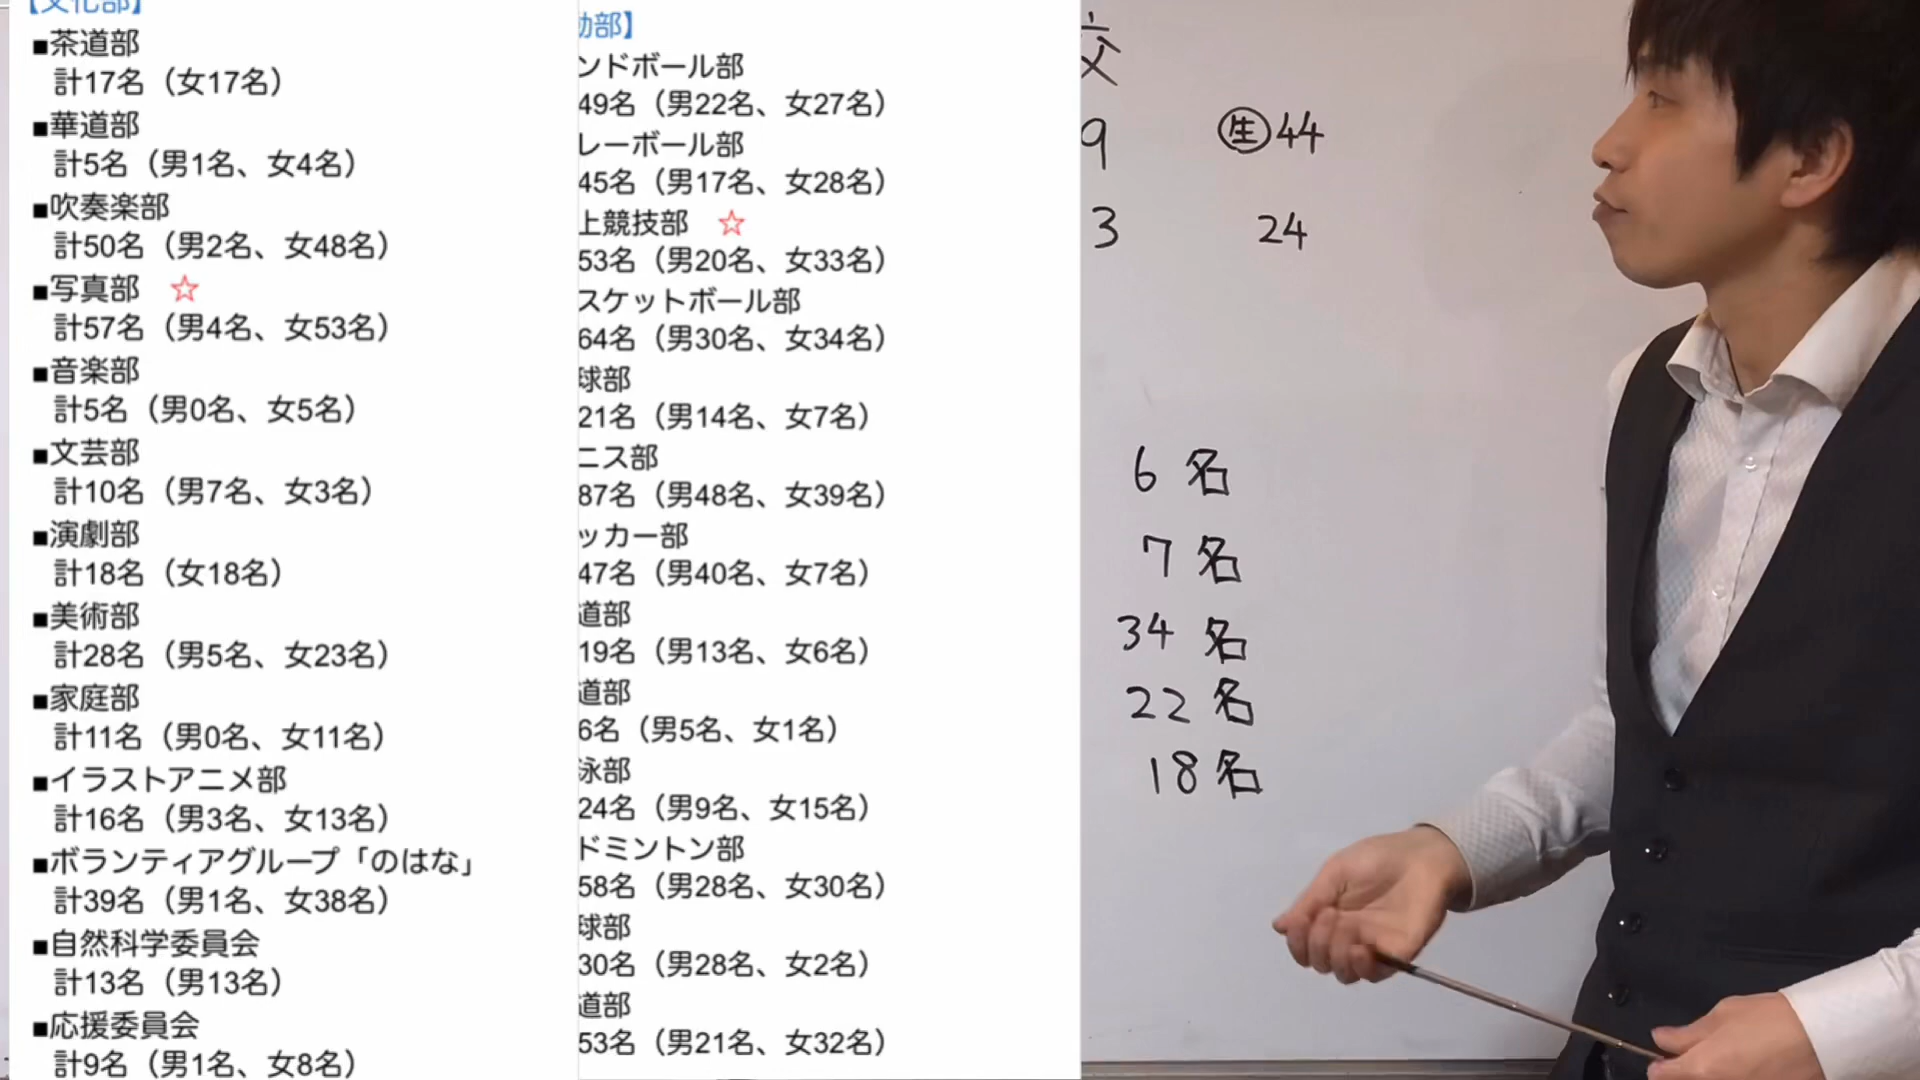 【文化部】
■茶道部
計17名（女17名）
■華道部
計5名（男1名、女4名）
■吹奏楽部
計50名（男2名、女48名）
■写真部　☆
計57名（男4名、女53名）
■音楽部
計5名（男0名、女5名）
■文芸部
計10名（男7名、女3名）
■演劇部
計18名（女18名）
■美術部
計28名（男5名、女23名）
■家庭部
計11名（男0名、女11名）
■イラストアニメ部
計16名（男3名、女13名）
■ボランティアグループ「のはな」
計39名（男1名、女38名）
■自然科学委員会
計13名（男13名）
■応援委員会
計9名（男1名、女8名）
動部】
ンドボール部
49名（男22名、女27名）
レーボール部
45名（男17名、女28名）
上競技部　☆
53名（男20名、女33名）
スケットボール部
64名（男30名、女34名）
球部
21名（男14名、女7名）
ニス部
87名（男48名、女39名）
ッカー部
47名（男40名、女7名）
道部
19名（男13名、女6名）
道部
6名（男5名、女1名）
泳部
24名（男9名、女15名）
ドミントン部
58名（男28名、女30名）
球部
30名（男28名、女2名）
道部
53名（男21名、女32名）
9 ㊤44
3 24
6名
7名
34名
22名
18名